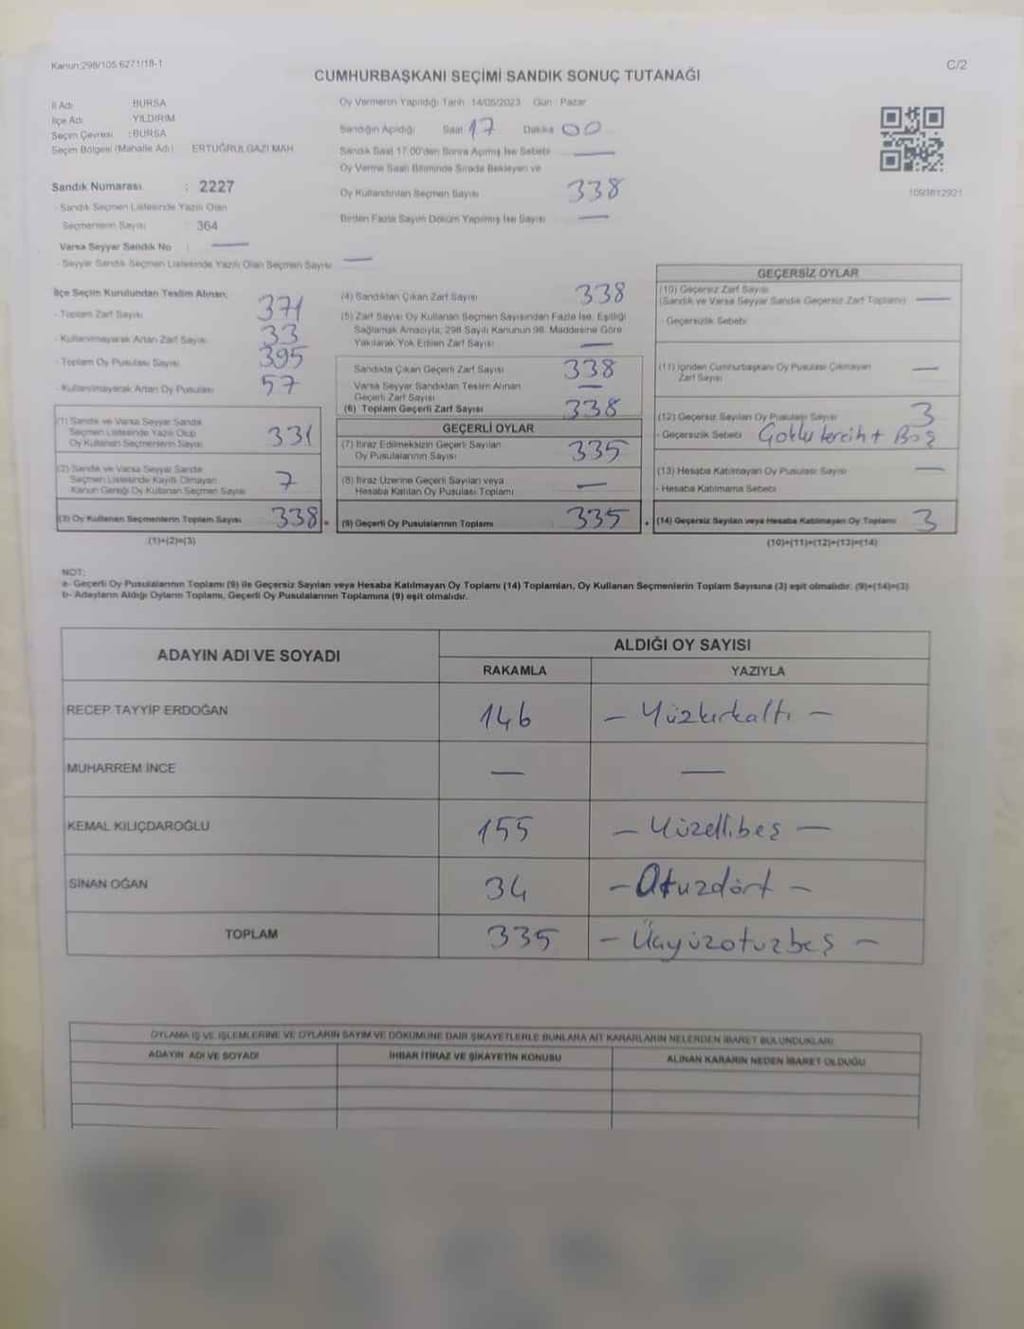 Kanun:298/105 6271/18-1
C/2
CUMHURBAŞKANI SEÇİMİ SANDIK SONUÇ TUTANAĞI
İl Adı BURSA
İlçe Adı YILDIRIM
Seçim Çevresi :BURSA
Seçim Bölgesi (Mahalle Adı) ERTUĞRULGAZİ MAH
Sandık Numarası : 2227
Sandık Seçmen Listesinde Yazılı Olan
Seçmenlerin Sayısı 364
Varsa Seyyar Sandık No : —
Seyyar Sandık Seçmen Listesinde Yazılı Olan Seçmen Sayısı —
Oy Vermenin Yapıldığı Tarih 14/05/2023 Gün : Pazar
Sandığın Açıldığı Saat 17 Dakika 00
Sandık Saat 17.00'den Sonra Açılmış İse Sebebi —
Oy Verme Saati Bitiminde Sırada Bekleyen ve
Oy Kullandırılan Seçmen Sayısı 338
Birden Fazla Sayım Döküm Yapılmış İse Sayısı —
1091812921
İlçe Seçim Kurulundan Teslim Alınan;
- Toplam Zarf Sayısı 371
- Kullanılmayarak Artan Zarf Sayısı 33
- Toplam Oy Pusulası Sayısı 395
- Kullanılmayarak Artan Oy Pusulası 57
(1) Sandık ve Varsa Seyyar Sandık
Seçmen Listesinde Yazılı Olup
Oy Kullanan Seçmenlerin Sayısı 331
(2) Sandık ve Varsa Seyyar Sandık
Seçmen Listesinde Kayıtlı Olmayan
Kanun Gereği Oy Kullanan Seçmen Sayısı 7
(3) Oy Kullanan Seçmenlerin Toplam Sayısı 338
(1)+(2)=(3)
(4) Sandıktan Çıkan Zarf Sayısı 338
(5) Zarf Sayısı Oy Kullanan Seçmen Sayısından Fazla İse, Eşitliği
Sağlamak Amacıyla, 298 Sayılı Kanunun 98. Maddesine Göre
Yakılarak Yok Edilen Zarf Sayısı —
Sandıkta Çıkan Geçerli Zarf Sayısı 338
Varsa Seyyar Sandıktan Teslim Alınan
Geçerli Zarf Sayısı —
(6) Toplam Geçerli Zarf Sayısı 338
GEÇERLİ OYLAR
(7) İtiraz Edilmeksizin Geçerli Sayılan
Oy Pusulalarının Sayısı 335
(8) İtiraz Üzerine Geçerli Sayılan veya
Hesaba Katılan Oy Pusulası Toplamı —
(9) Geçerli Oy Pusulalarının Toplamı 335
GEÇERSİZ OYLAR
(10) Geçersiz Zarf Sayısı
(Sandık ve Varsa Seyyar Sandık Geçersiz Zarf Toplamı) —
- Geçersizlik Sebebi
(11) İçinden Cumhurbaşkanı Oy Pusulası Çıkmayan
Zarf Sayısı —
(12) Geçersiz Sayılan Oy Pusulası Sayısı 3
- Geçersizlik Sebebi Çoklu tercih + Boş
(13) Hesaba Katılmayan Oy Pusulası Sayısı —
- Hesaba Katılmama Sebebi
(14) Geçersiz Sayılan veya Hesaba Katılmayan Oy Toplamı 3
(10)+(11)+(12)+(13)=(14)
NOT:
a- Geçerli Oy Pusulalarının Toplamı (9) ile Geçersiz Sayılan veya Hesaba Katılmayan Oy Toplamı (14) Toplamları, Oy Kullanan Seçmenlerin Toplam Sayısına (3) eşit olmalıdır. (9)+(14)=(3)
b- Adayların Aldığı Oyların Toplamı, Geçerli Oy Pusulalarının Toplamına (9) eşit olmalıdır.
ADAYIN ADI VE SOYADI
ALDIĞI OY SAYISI
RAKAMLA YAZIYLA
RECEP TAYYİP ERDOĞAN 146 — Yüzkırkaltı —
MUHARREM İNCE — —
KEMAL KILIÇDAROĞLU 155 — Yüzellibeş —
SİNAN OĞAN 34 — Otuzdört —
TOPLAM 335 — Üçyüzotuzbeş —
OYLAMA İŞ VE İŞLEMLERİNE VE OYLARIN SAYIM VE DÖKÜMÜNE DAİR ŞİKAYETLERLE BUNLARA AİT KARARLARIN NELERDEN İBARET BULUNDUKLARI
ADAYIN ADI VE SOYADI İHBAR İTİRAZ VE ŞİKAYETİN KONUSU ALINAN KARARIN NEDEN İBARET OLDUĞU